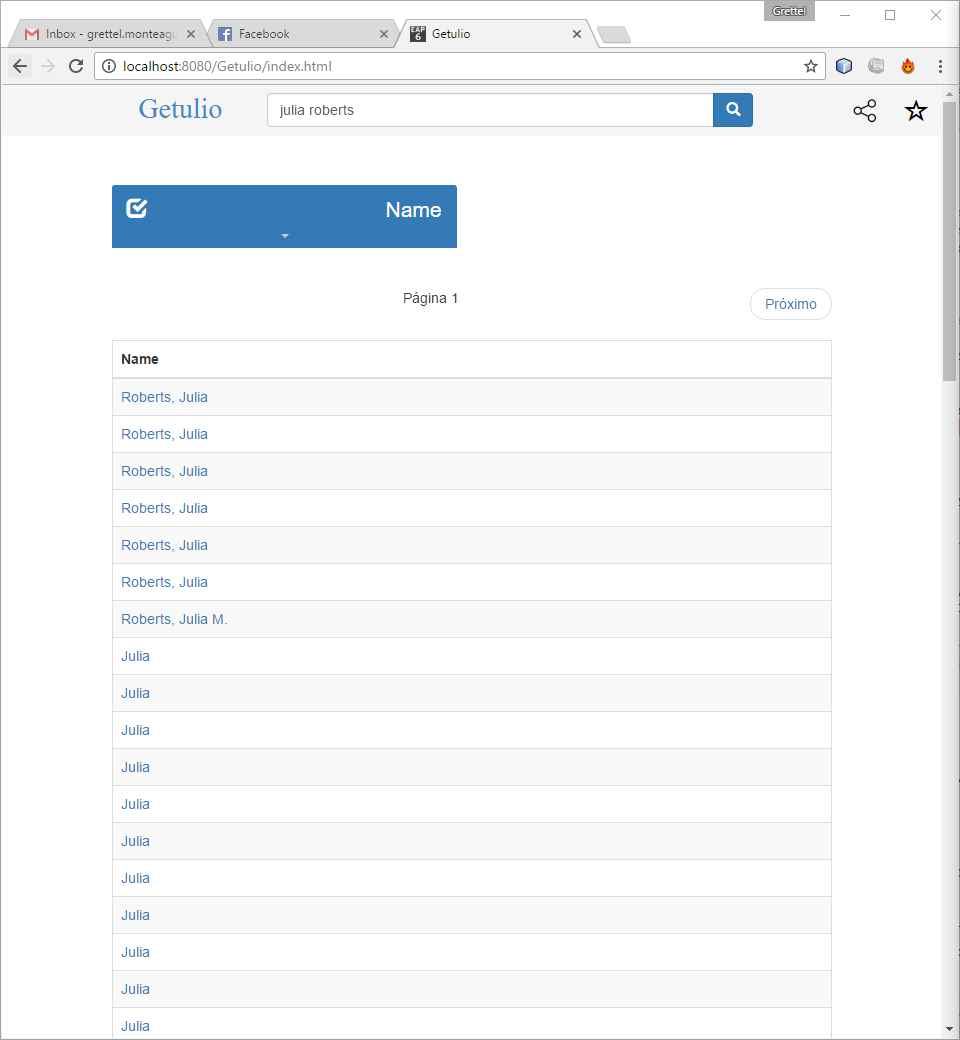 Grettel
Inbox - grettel.monteagu
Facebook
EAP 6
Getulio
localhost:8080/Getulio/index.html
Getulio
julia roberts
Name
Página 1
Próximo
Name
Roberts, Julia
Roberts, Julia
Roberts, Julia
Roberts, Julia
Roberts, Julia
Roberts, Julia
Roberts, Julia M.
Julia
Julia
Julia
Julia
Julia
Julia
Julia
Julia
Julia
Julia
Julia